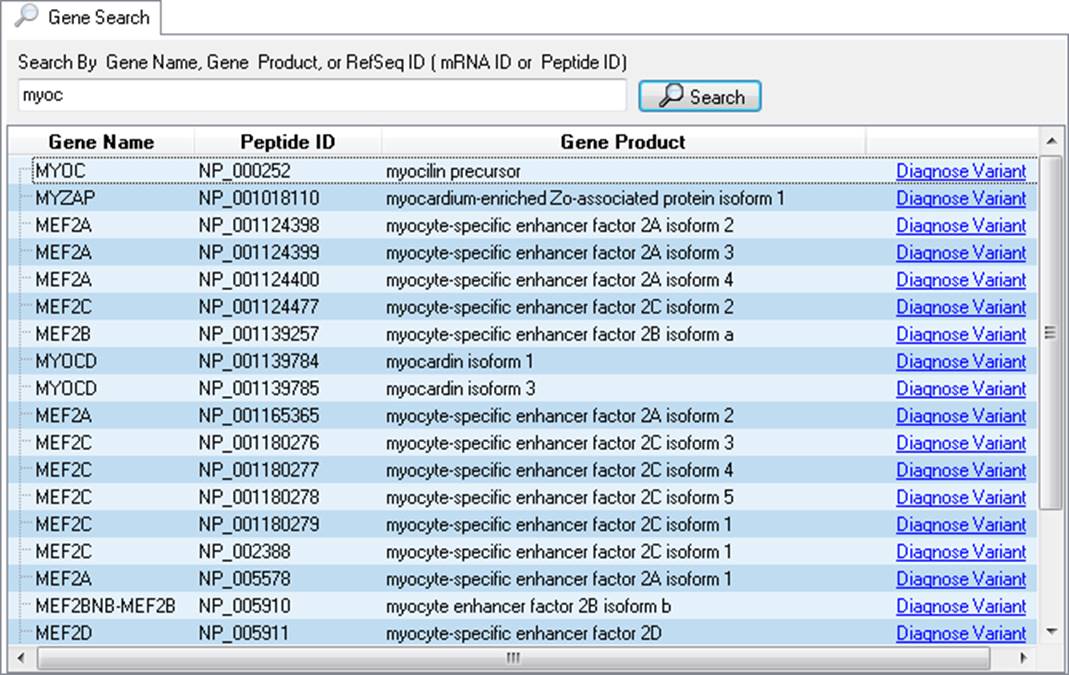 Gene Search
Search By Gene Name, Gene Product, or RefSeq ID ( mRNA ID or Peptide ID)
myoc Search
Gene Name Peptide ID Gene Product
MYOC NP_000252 myocilin precursor Diagnose Variant
MYZAP NP_001018110 myocardium-enriched Zo-associated protein isoform 1 Diagnose Variant
MEF2A NP_001124398 myocyte-specific enhancer factor 2A isoform 2 Diagnose Variant
MEF2A NP_001124399 myocyte-specific enhancer factor 2A isoform 3 Diagnose Variant
MEF2A NP_001124400 myocyte-specific enhancer factor 2A isoform 4 Diagnose Variant
MEF2C NP_001124477 myocyte-specific enhancer factor 2C isoform 2 Diagnose Variant
MEF2B NP_001139257 myocyte-specific enhancer factor 2B isoform a Diagnose Variant
MYOCD NP_001139784 myocardin isoform 1 Diagnose Variant
MYOCD NP_001139785 myocardin isoform 3 Diagnose Variant
MEF2A NP_001165365 myocyte-specific enhancer factor 2A isoform 2 Diagnose Variant
MEF2C NP_001180276 myocyte-specific enhancer factor 2C isoform 3 Diagnose Variant
MEF2C NP_001180277 myocyte-specific enhancer factor 2C isoform 4 Diagnose Variant
MEF2C NP_001180278 myocyte-specific enhancer factor 2C isoform 5 Diagnose Variant
MEF2C NP_001180279 myocyte-specific enhancer factor 2C isoform 1 Diagnose Variant
MEF2C NP_002388 myocyte-specific enhancer factor 2C isoform 1 Diagnose Variant
MEF2A NP_005578 myocyte-specific enhancer factor 2A isoform 1 Diagnose Variant
MEF2BNB-MEF2B NP_005910 myocyte enhancer factor 2B isoform b Diagnose Variant
MEF2D NP_005911 myocyte-specific enhancer factor 2D Diagnose Variant